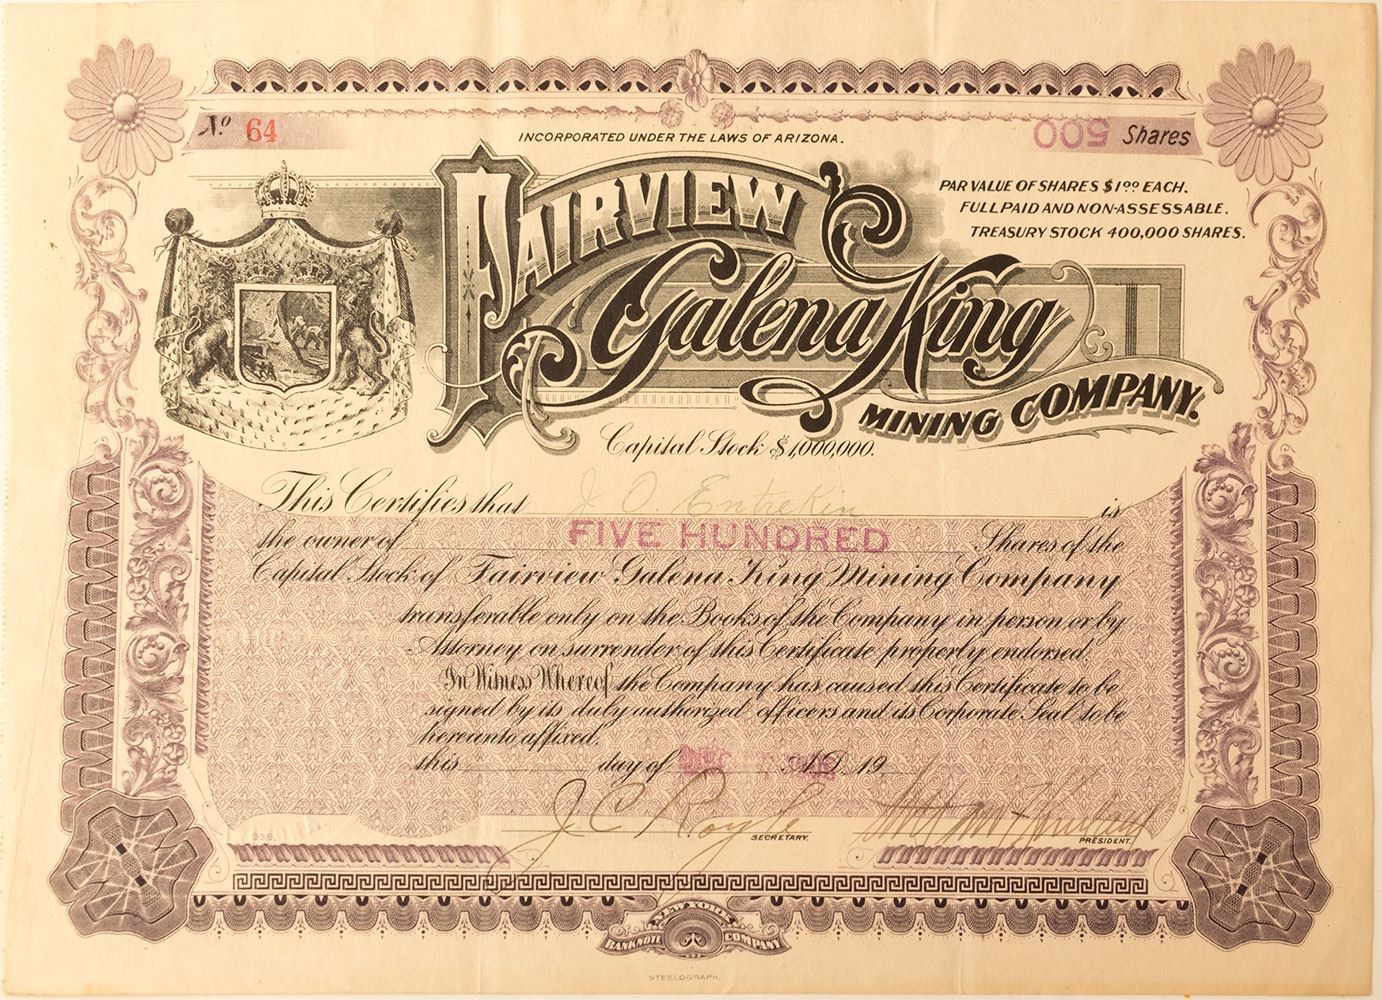 INCORPORATED UNDER THE LAWS OF ARIZONA.
No 64
500 Shares
PAR VALUE OF SHARES $1.00 EACH.
FULL PAID AND NON-ASSESSABLE.
TREASURY STOCK 400,000 SHARES.
FAIRVIEW
Galena King
MINING COMPANY.
Capital Stock $1,000,000.
This Certifies that J. O. Entrekin is
the owner of FIVE HUNDRED Shares of the
Capital Stock of Fairview Galena King Mining Company
transferable only on the Books of the Company in person or by
Attorney on surrender of this Certificate properly endorsed.
In Witness Whereof the Company has caused this Certificate to be
signed by its duly authorized officers and its Corporate Seal to be
hereunto affixed,
this day of DEC A.D. 19
J C Royle SECRETARY. PRESIDENT.
339.
NEW YORK
BANKNOTE COMPANY
STEELOGRAPH.